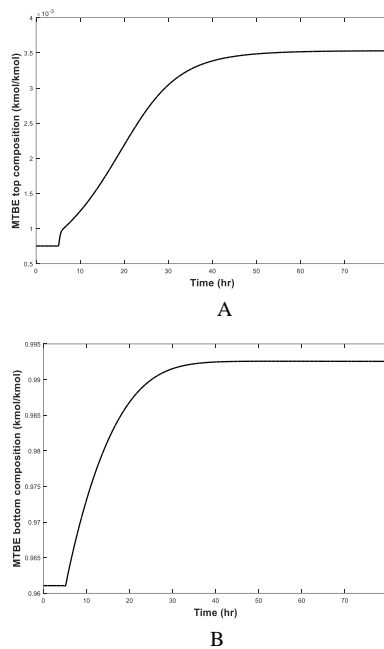 × 10⁻³
4
3.5
3
2.5
2
1.5
1
0.5
MTBE top composition (kmol/kmol)
0 10 20 30 40 50 60 70
Time (hr)
A
0.995
0.99
0.985
0.98
0.975
0.97
0.965
0.96
MTBE bottom composition (kmol/kmol)
0 10 20 30 40 50 60 70
Time (hr)
B